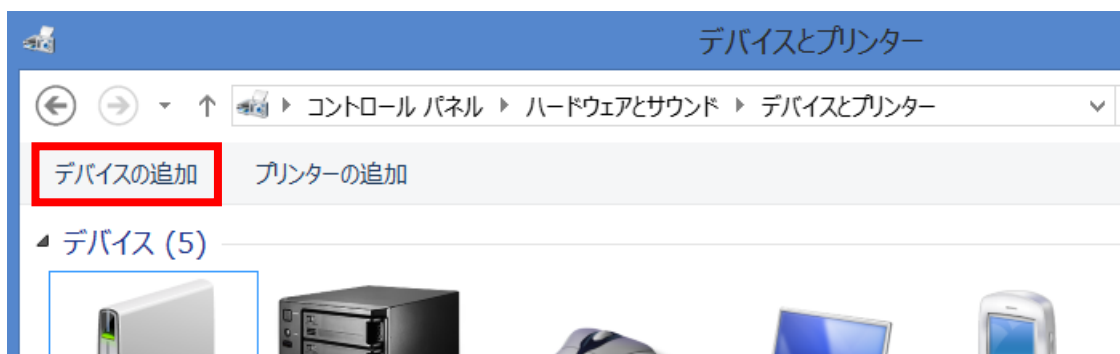 デバイスとプリンター
コントロール パネル ハードウェアとサウンド デバイスとプリンター
デバイスの追加 プリンターの追加
デバイス (5)